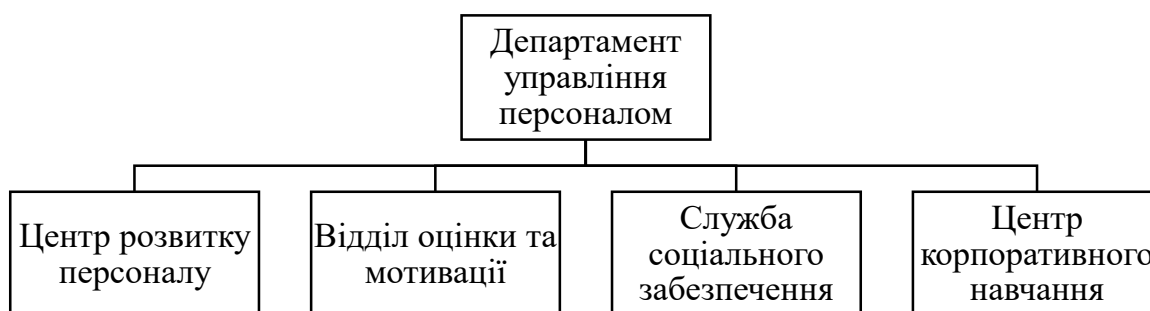 Департамент
управління
персоналом
Центр розвитку
персоналу
Відділ оцінки та
мотивації
Служба
соціального
забезпечення
Центр
корпоративного
навчання